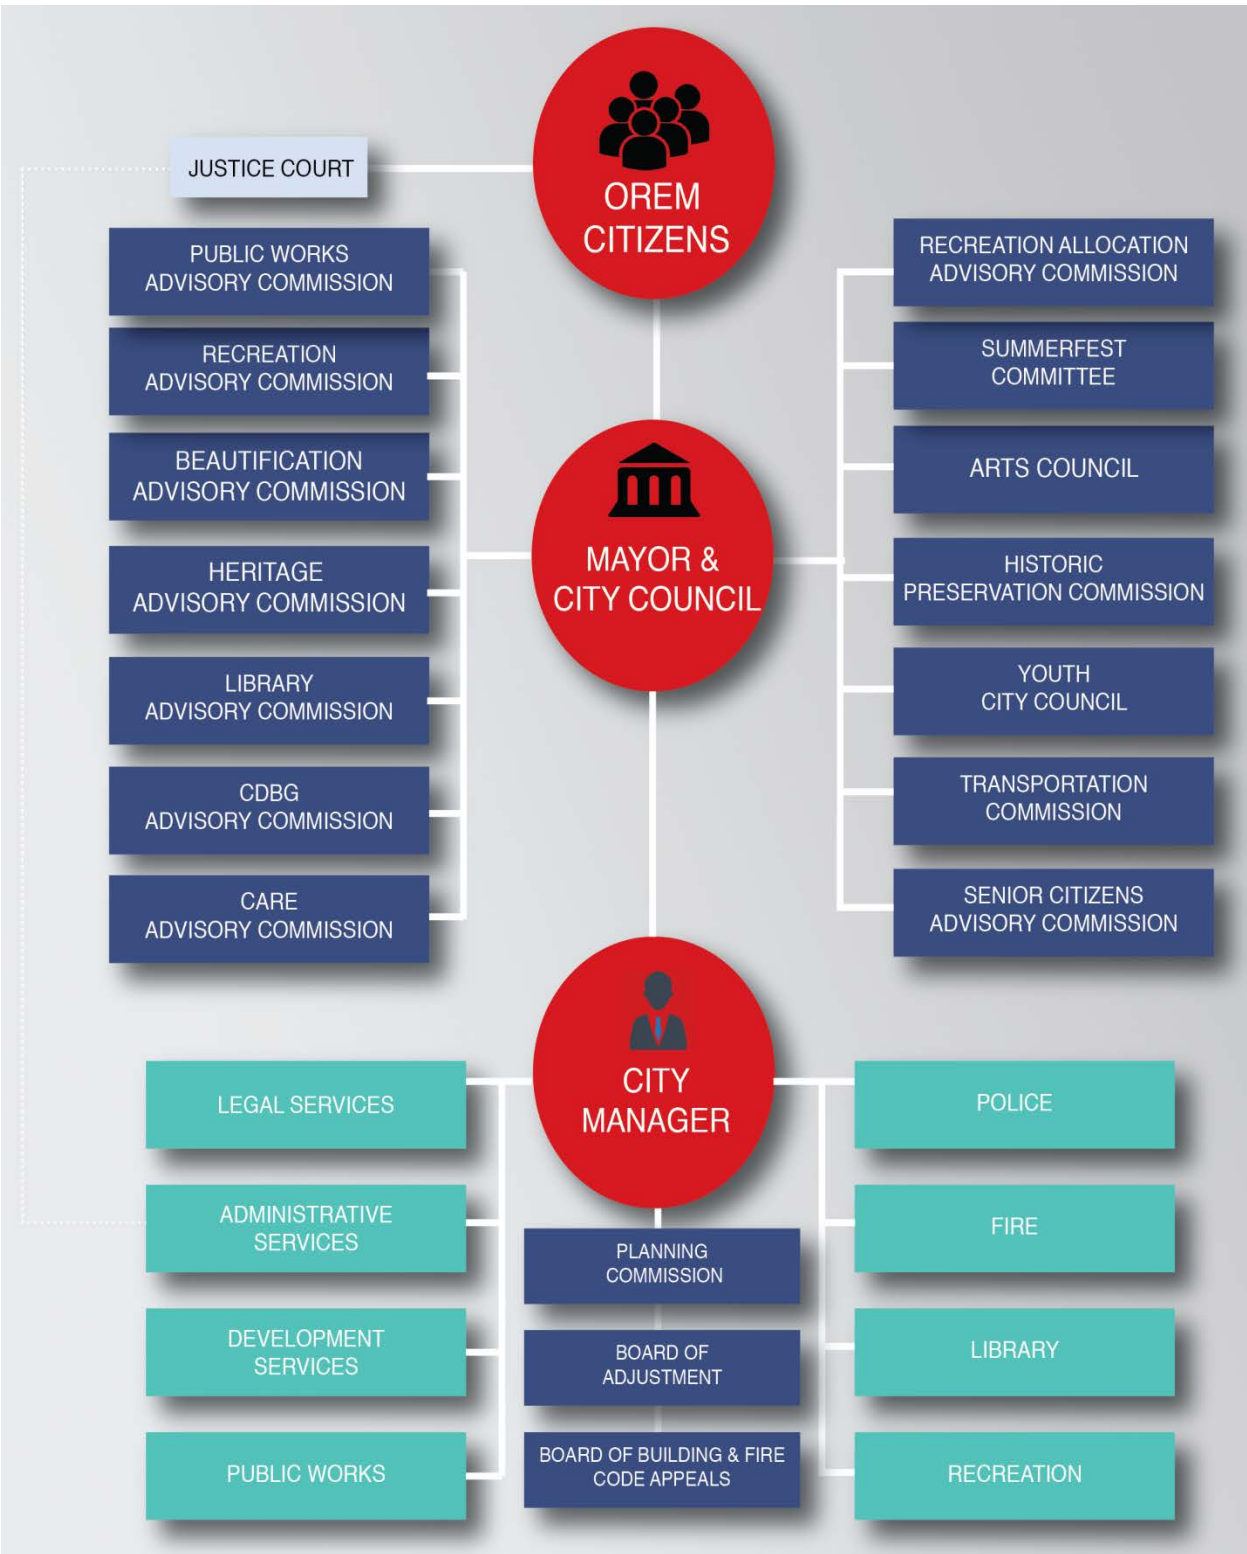 OREM
CITIZENS
JUSTICE COURT
PUBLIC WORKS
ADVISORY COMMISSION
RECREATION
ADVISORY COMMISSION
BEAUTIFICATION
ADVISORY COMMISSION
HERITAGE
ADVISORY COMMISSION
LIBRARY
ADVISORY COMMISSION
CDBG
ADVISORY COMMISSION
CARE
ADVISORY COMMISSION
MAYOR &
CITY COUNCIL
RECREATION ALLOCATION
ADVISORY COMMISSION
SUMMERFEST
COMMITTEE
ARTS COUNCIL
HISTORIC
PRESERVATION COMMISSION
YOUTH
CITY COUNCIL
TRANSPORTATION
COMMISSION
SENIOR CITIZENS
ADVISORY COMMISSION
CITY
MANAGER
LEGAL SERVICES
ADMINISTRATIVE
SERVICES
DEVELOPMENT
SERVICES
PUBLIC WORKS
PLANNING
COMMISSION
BOARD OF
ADJUSTMENT
BOARD OF BUILDING & FIRE
CODE APPEALS
POLICE
FIRE
LIBRARY
RECREATION